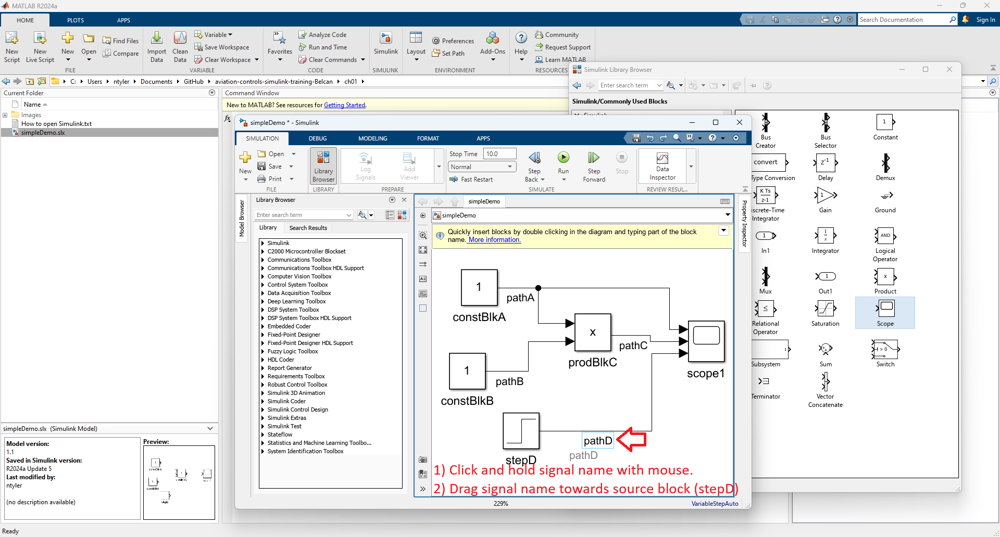 MATLAB R2024a
HOME PLOTS APPS
Search Documentation Sign In
New Script
New Live Script
New
Open
Find Files
Compare
FILE
Import Data
Clean Data
Variable
Save Workspace
Clear Workspace
VARIABLE
Favorites
Analyze Code
Run and Time
Clear Commands
CODE
Simulink
SIMULINK
Layout
Preferences
Set Path
Add-Ons
ENVIRONMENT
Help
Community
Request Support
Learn MATLAB
RESOURCES
C: Users ntyler Documents GitHub aviation-controls-simulink-training-Belcan ch01
Current Folder
Name
Images
How to open Simulink.txt
simpleDemo.slx
Command Window
New to MATLAB? See resources for Getting Started.
fx
simpleDemo * - Simulink
SIMULATION DEBUG MODELING FORMAT APPS
New
Open
Save
Print
FILE
Library Browser
LIBRARY
Log Signals
Add Viewer
PREPARE
Stop Time 10.0
Normal
Fast Restart
Step Back
Run
Step Forward
Stop
SIMULATE
Data Inspector
REVIEW RESUL...
Model Browser
Library Browser
Enter search term
Library Search Results
Simulink
C2000 Microcontroller Blockset
Communications Toolbox
Communications Toolbox HDL Support
Computer Vision Toolbox
Control System Toolbox
Data Acquisition Toolbox
Deep Learning Toolbox
DSP System Toolbox
DSP System Toolbox HDL Support
Embedded Coder
Fixed-Point Designer
Fixed-Point Designer HDL Support
Fuzzy Logic Toolbox
HDL Coder
Report Generator
Requirements Toolbox
Robust Control Toolbox
Simulink 3D Animation
Simulink Coder
Simulink Control Design
Simulink Extras
Simulink Test
Stateflow
Statistics and Machine Learning Toolbo...
System Identification Toolbox
simpleDemo
simpleDemo
Quickly insert blocks by double clicking in the diagram and typing part of the block
name. More information.
Property Inspector
1
pathA
constBlkA
x
pathC
prodBlkC
scope1
1
pathB
constBlkB
pathD
pathD
stepD
1) Click and hold signal name with mouse.
2) Drag signal name towards source block (stepD)
229%
VariableStepAuto
Simulink Library Browser
Enter search term
Simulink/Commonly Used Blocks
Simulink
Bus Creator
Bus Selector
1
Constant
convert
Type Conversion
z-1
Delay
Demux
K Ts
z-1
iscrete-Time Integrator
1
Gain
Ground
1
In1
1
s
Integrator
AND
Logical Operator
Mux
1
Out1
x
Product
≤
Relational Operator
Saturation
Scope
1
Subsystem
Sum
> 0
Switch
Terminator
Vector Concatenate
simpleDemo.slx (Simulink Model)
Model version:
1.1
Saved in Simulink version:
R2024a Update 5
Last modified by:
ntyler
(no description available)
Preview:
Ready